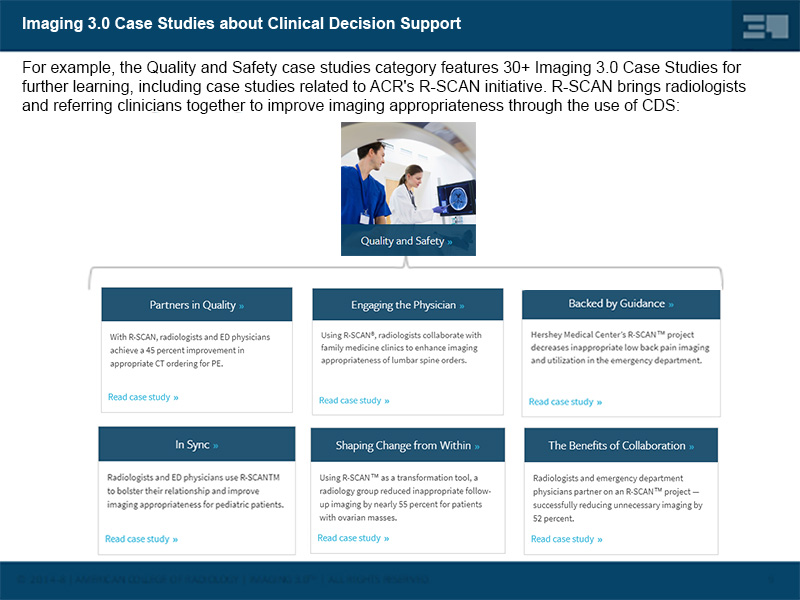 Imaging 3.0 Case Studies about Clinical Decision Support
For example, the Quality and Safety case studies category features 30+ Imaging 3.0 Case Studies for
further learning, including case studies related to ACR's R-SCAN initiative. R-SCAN brings radiologists
and referring clinicians together to improve imaging appropriateness through the use of CDS:
Quality and Safety »
Partners in Quality »
With R-SCAN, radiologists and ED physicians
achieve a 45 percent improvement in
appropriate CT ordering for PE.
Read case study »
Engaging the Physician »
Using R-SCAN®, radiologists collaborate with
family medicine clinics to enhance imaging
appropriateness of lumbar spine orders.
Read case study »
Backed by Guidance »
Hershey Medical Center's R-SCAN™ project
decreases inappropriate low back pain imaging
and utilization in the emergency department.
Read case study »
In Sync »
Radiologists and ED physicians use R-SCANTM
to bolster their relationship and improve
imaging appropriateness for pediatric patients.
Read case study »
Shaping Change from Within »
Using R-SCAN™ as a transformation tool, a
radiology group reduced inappropriate follow-
up imaging by nearly 55 percent for patients
with ovarian masses.
Read case study »
The Benefits of Collaboration »
Radiologists and emergency department
physicians partner on an R-SCAN™ project —
successfully reducing unnecessary imaging by
52 percent.
Read case study »
AMERICAN COLLEGE OF RADIOLOGY | IMAGING 3.0™ | ALL RIGHTS RESERVED.